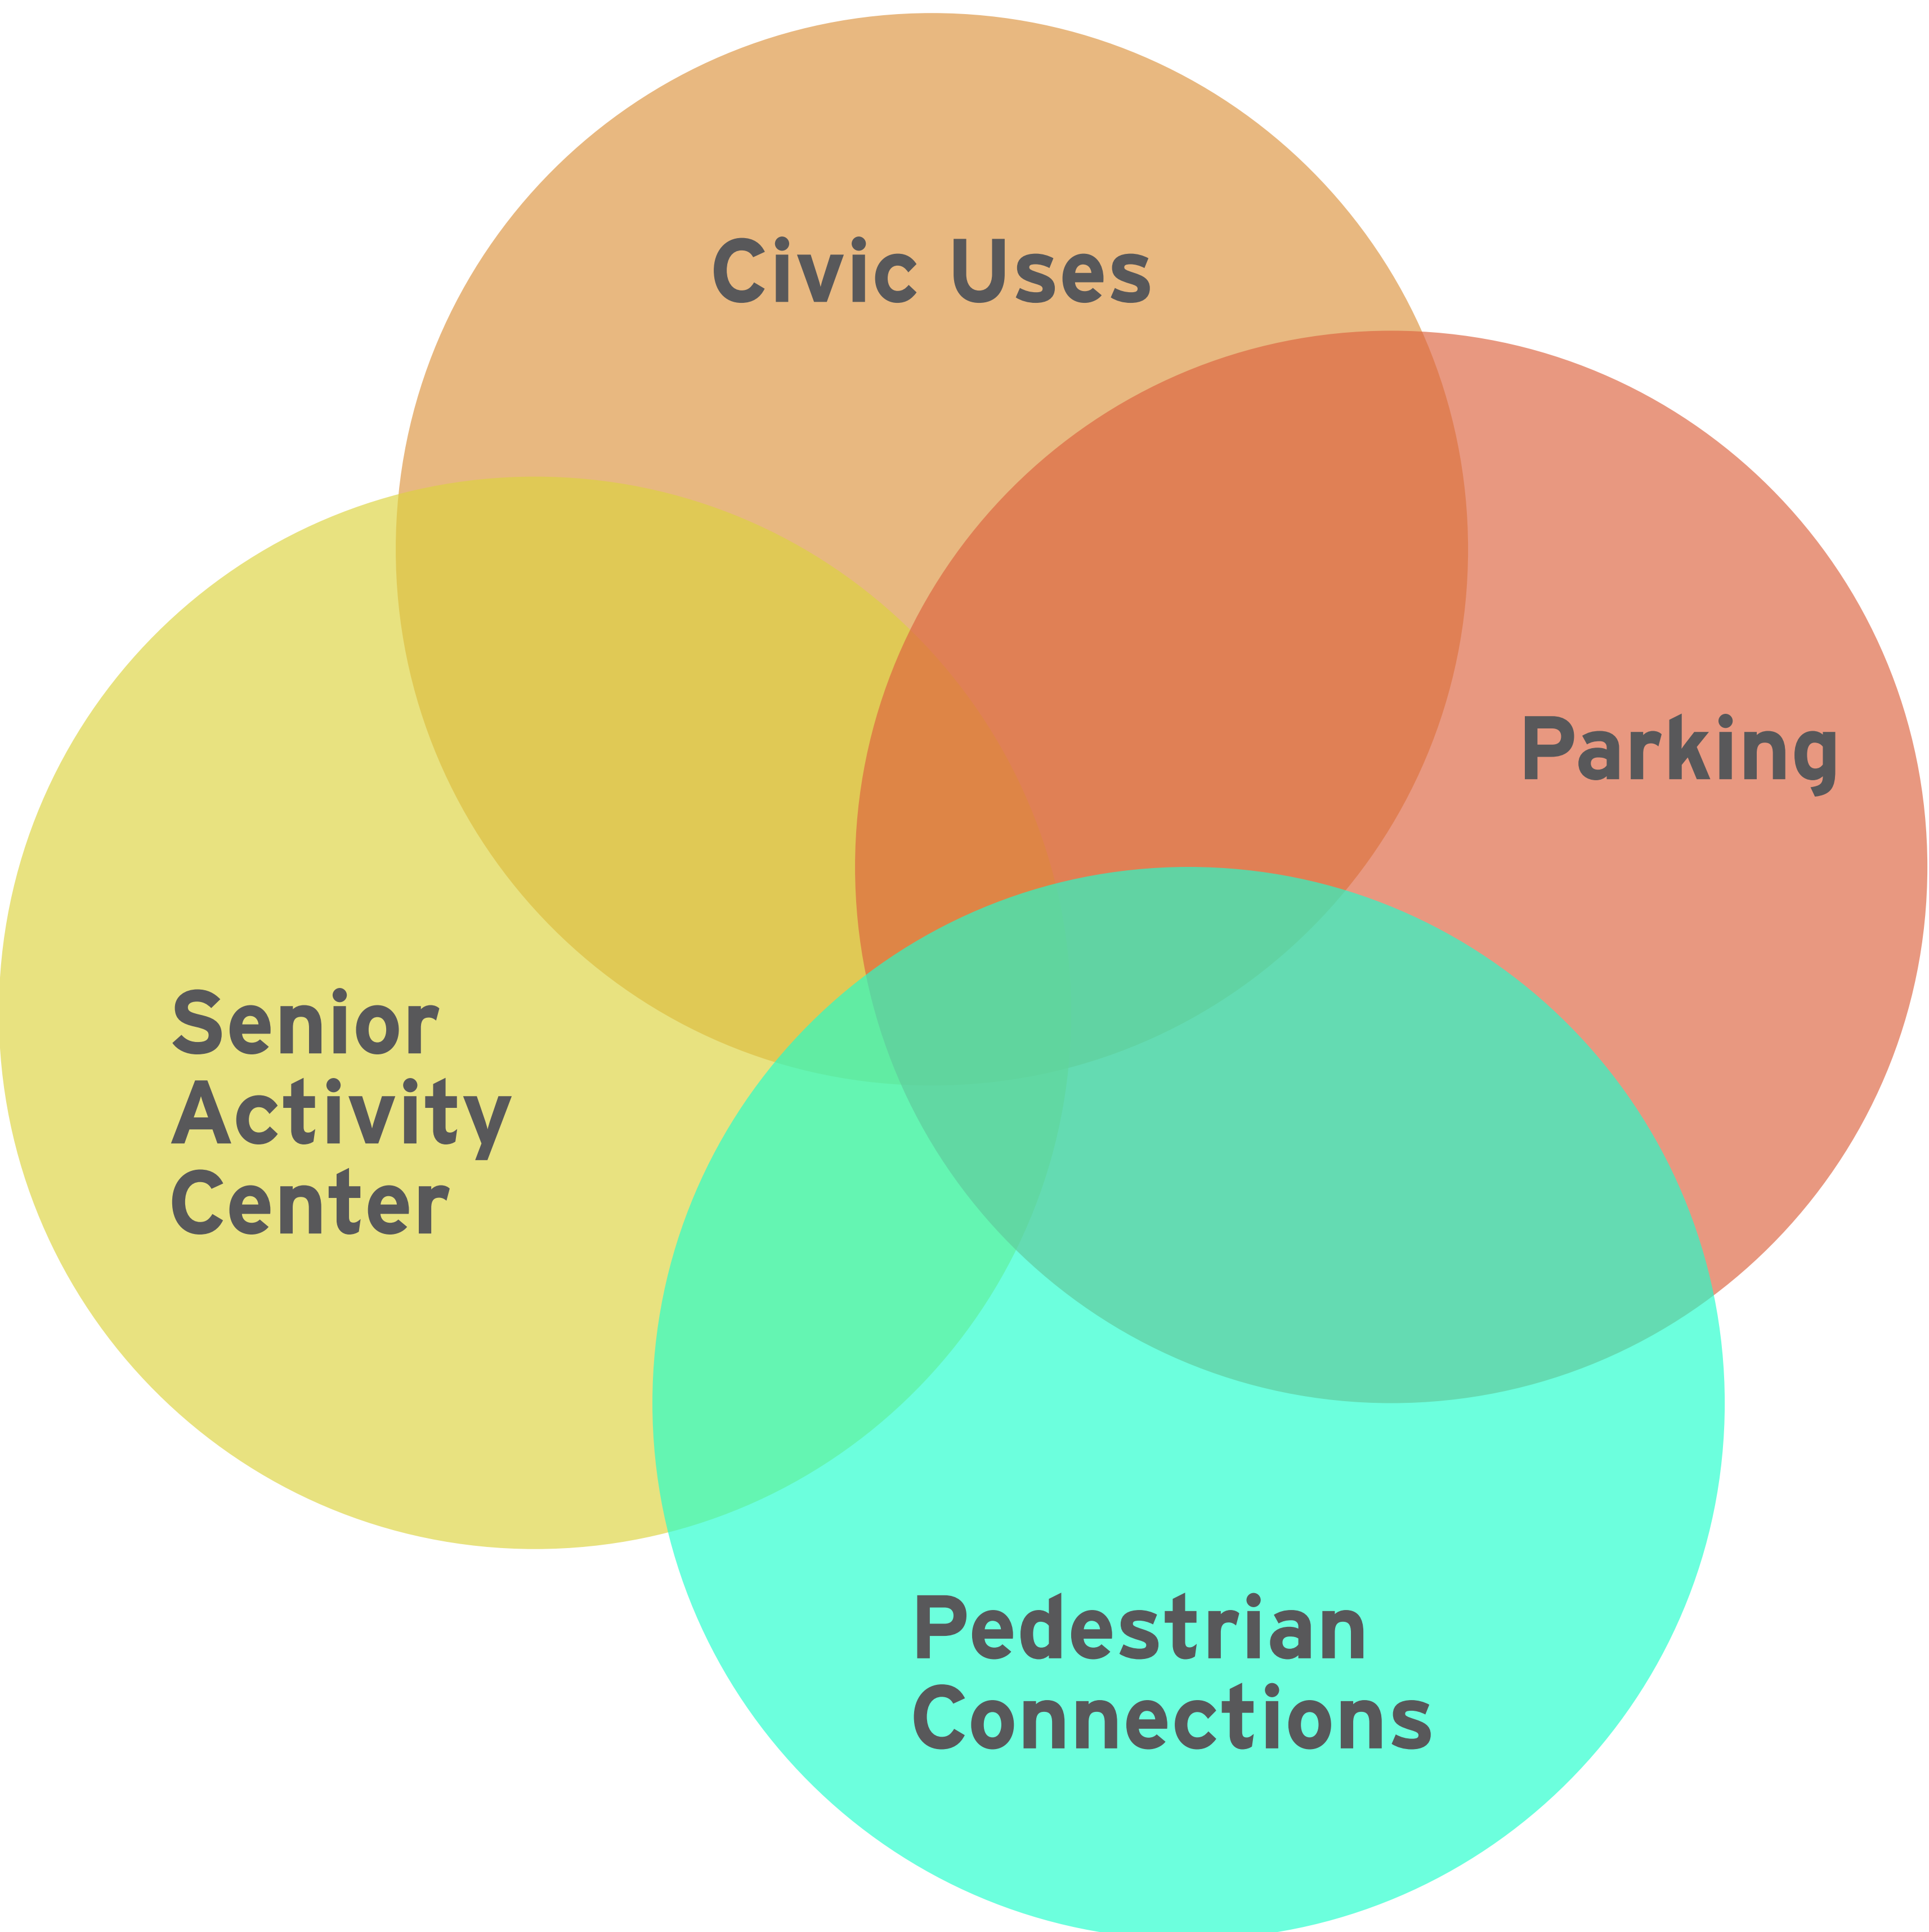 Civic Uses
Parking
Senior
Activity
Center
Pedestrian
Connections